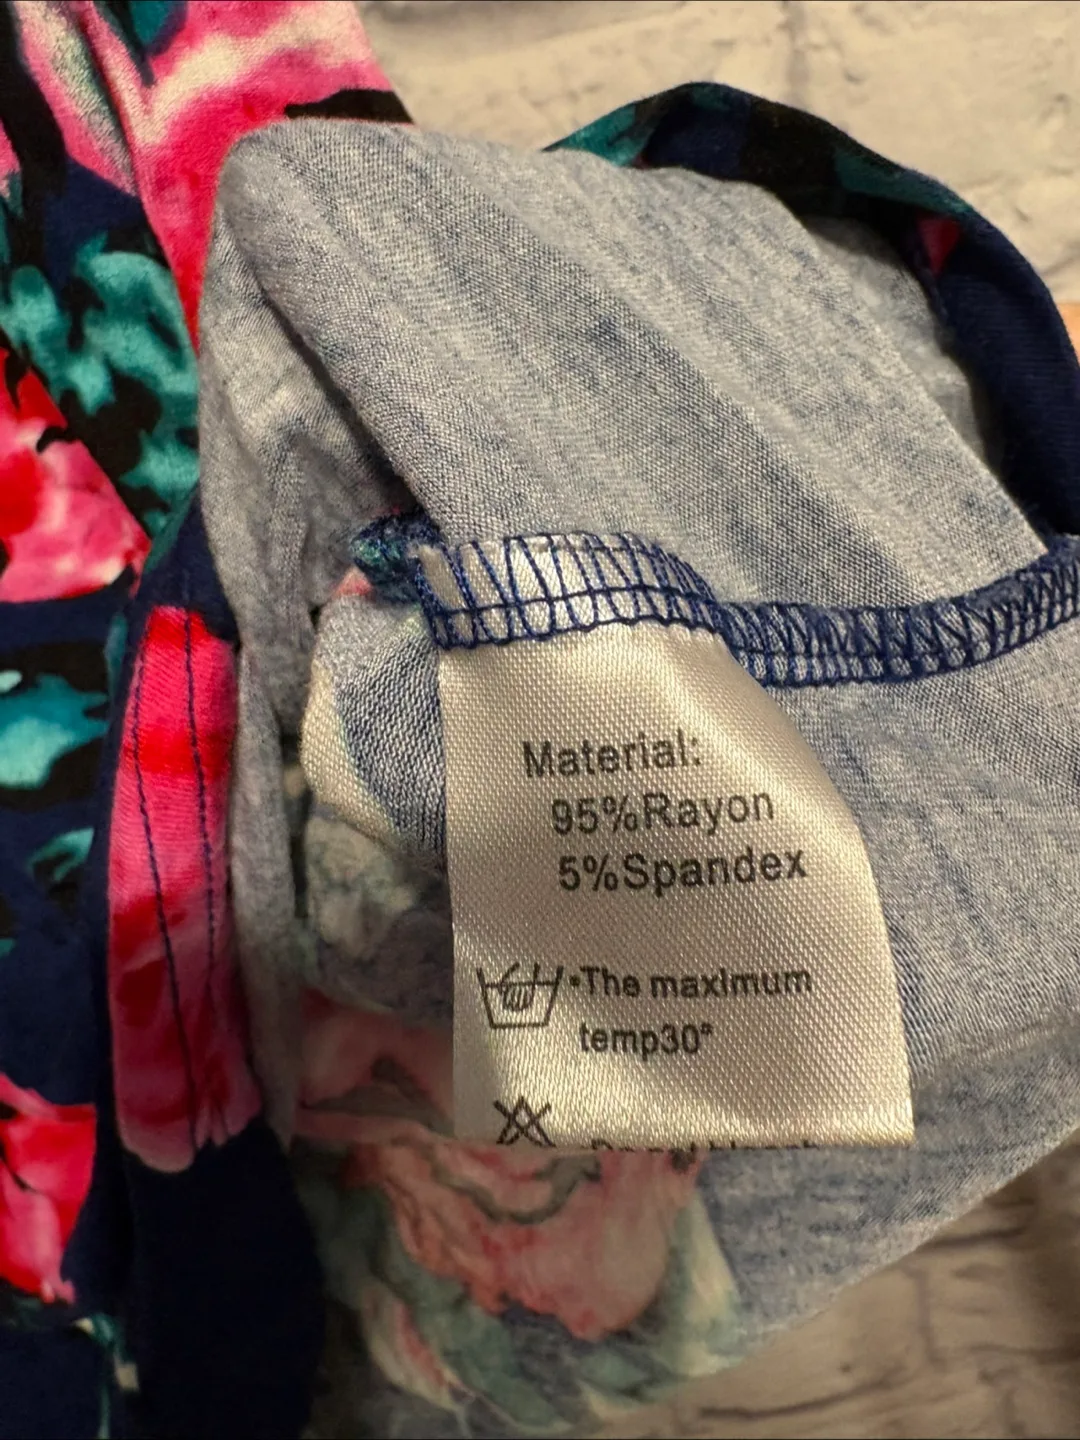 Material:
95%Rayon
5%Spandex
•The maximum
temp30°